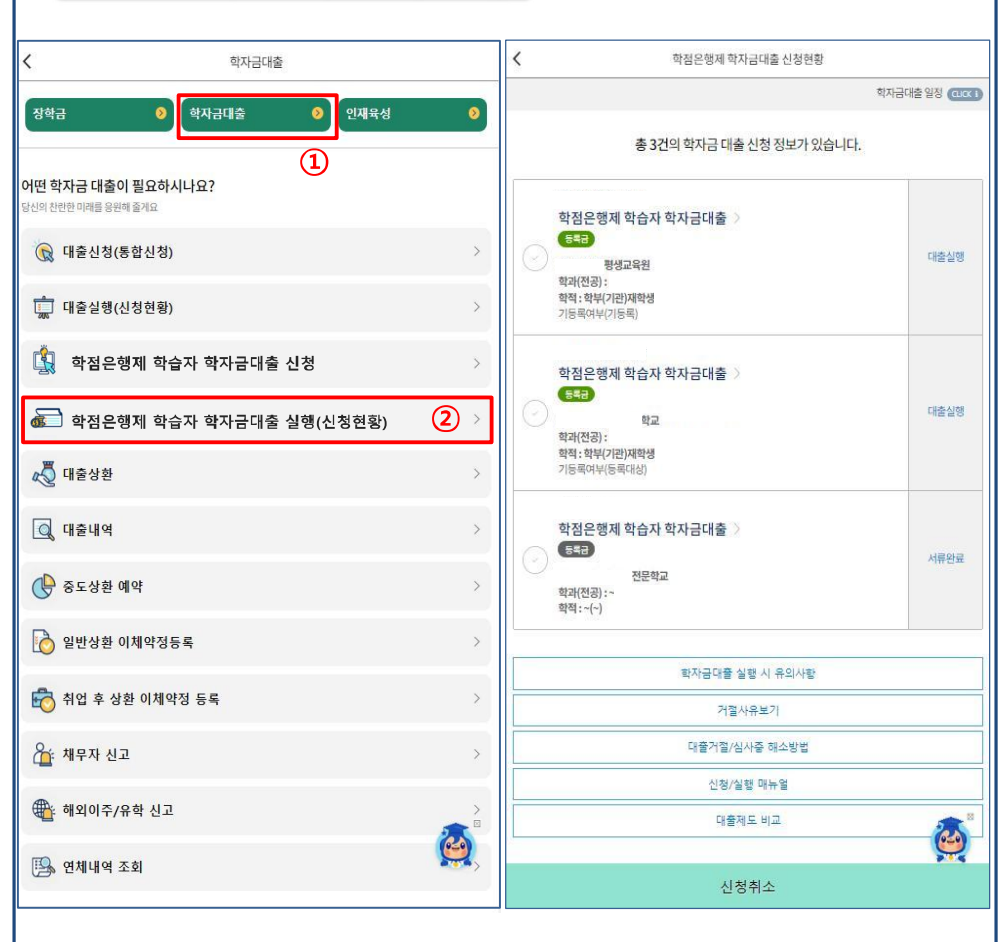 학자금대출
장학금
학자금대출
인재육성
①
어떤 학자금 대출이 필요하시나요?
당신의 찬란한 미래를 응원해 줄게요
대출신청(통합신청)
대출실행(신청현황)
학점은행제 학습자 학자금대출 신청
학점은행제 학습자 학자금대출 실행(신청현황) ②
대출상환
대출내역
중도상환 예약
일반상환 이체약정등록
취업 후 상환 이체약정 등록
채무자 신고
해외이주/유학 신고
연체내역 조회
학점은행제 학자금대출 신청현황
학자금대출 일정 CLICK
총 3건의 학자금 대출 신청 정보가 있습니다.
학점은행제 학습자 학자금대출
등록금
평생교육원
학과(전공) :
학적 : 학부(기관)재학생
기등록여부(기등록)
대출실행
학점은행제 학습자 학자금대출
등록금
학교
학과(전공) :
학적 : 학부(기관)재학생
기등록여부(등록대상)
대출실행
학점은행제 학습자 학자금대출
등록금
전문학교
학과(전공) : ~
학적 : ~(~)
서류완료
학자금대출 실행 시 유의사항
거절사유보기
대출거절/심사중 해소방법
신청/실행 매뉴얼
대출제도 비교
신청취소